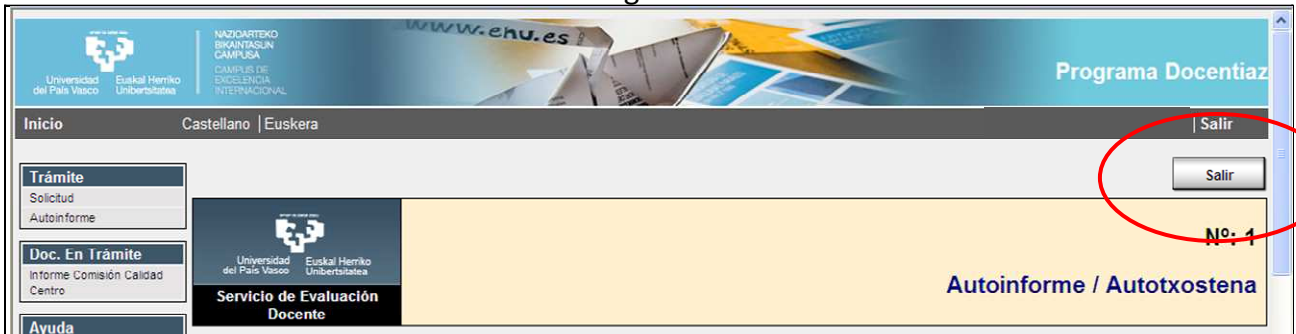 Universidad del País Vasco
Euskal Herriko Unibertsitatea
NAZIOARTEKO
BIKAINTASUN
CAMPUSA
CAMPUS DE
EXCELENCIA
INTERNACIONAL
www.ehu.es
Programa Docentiaz
Inicio Castellano | Euskera | Salir
Salir
Trámite
Solicitud
Autoinforme
Doc. En Trámite
Informe Comisión Calidad
Centro
Ayuda
Universidad del País Vasco
Euskal Herriko Unibertsitatea
Servicio de Evaluación
Docente
Nº: 1
Autoinforme / Autotxostena